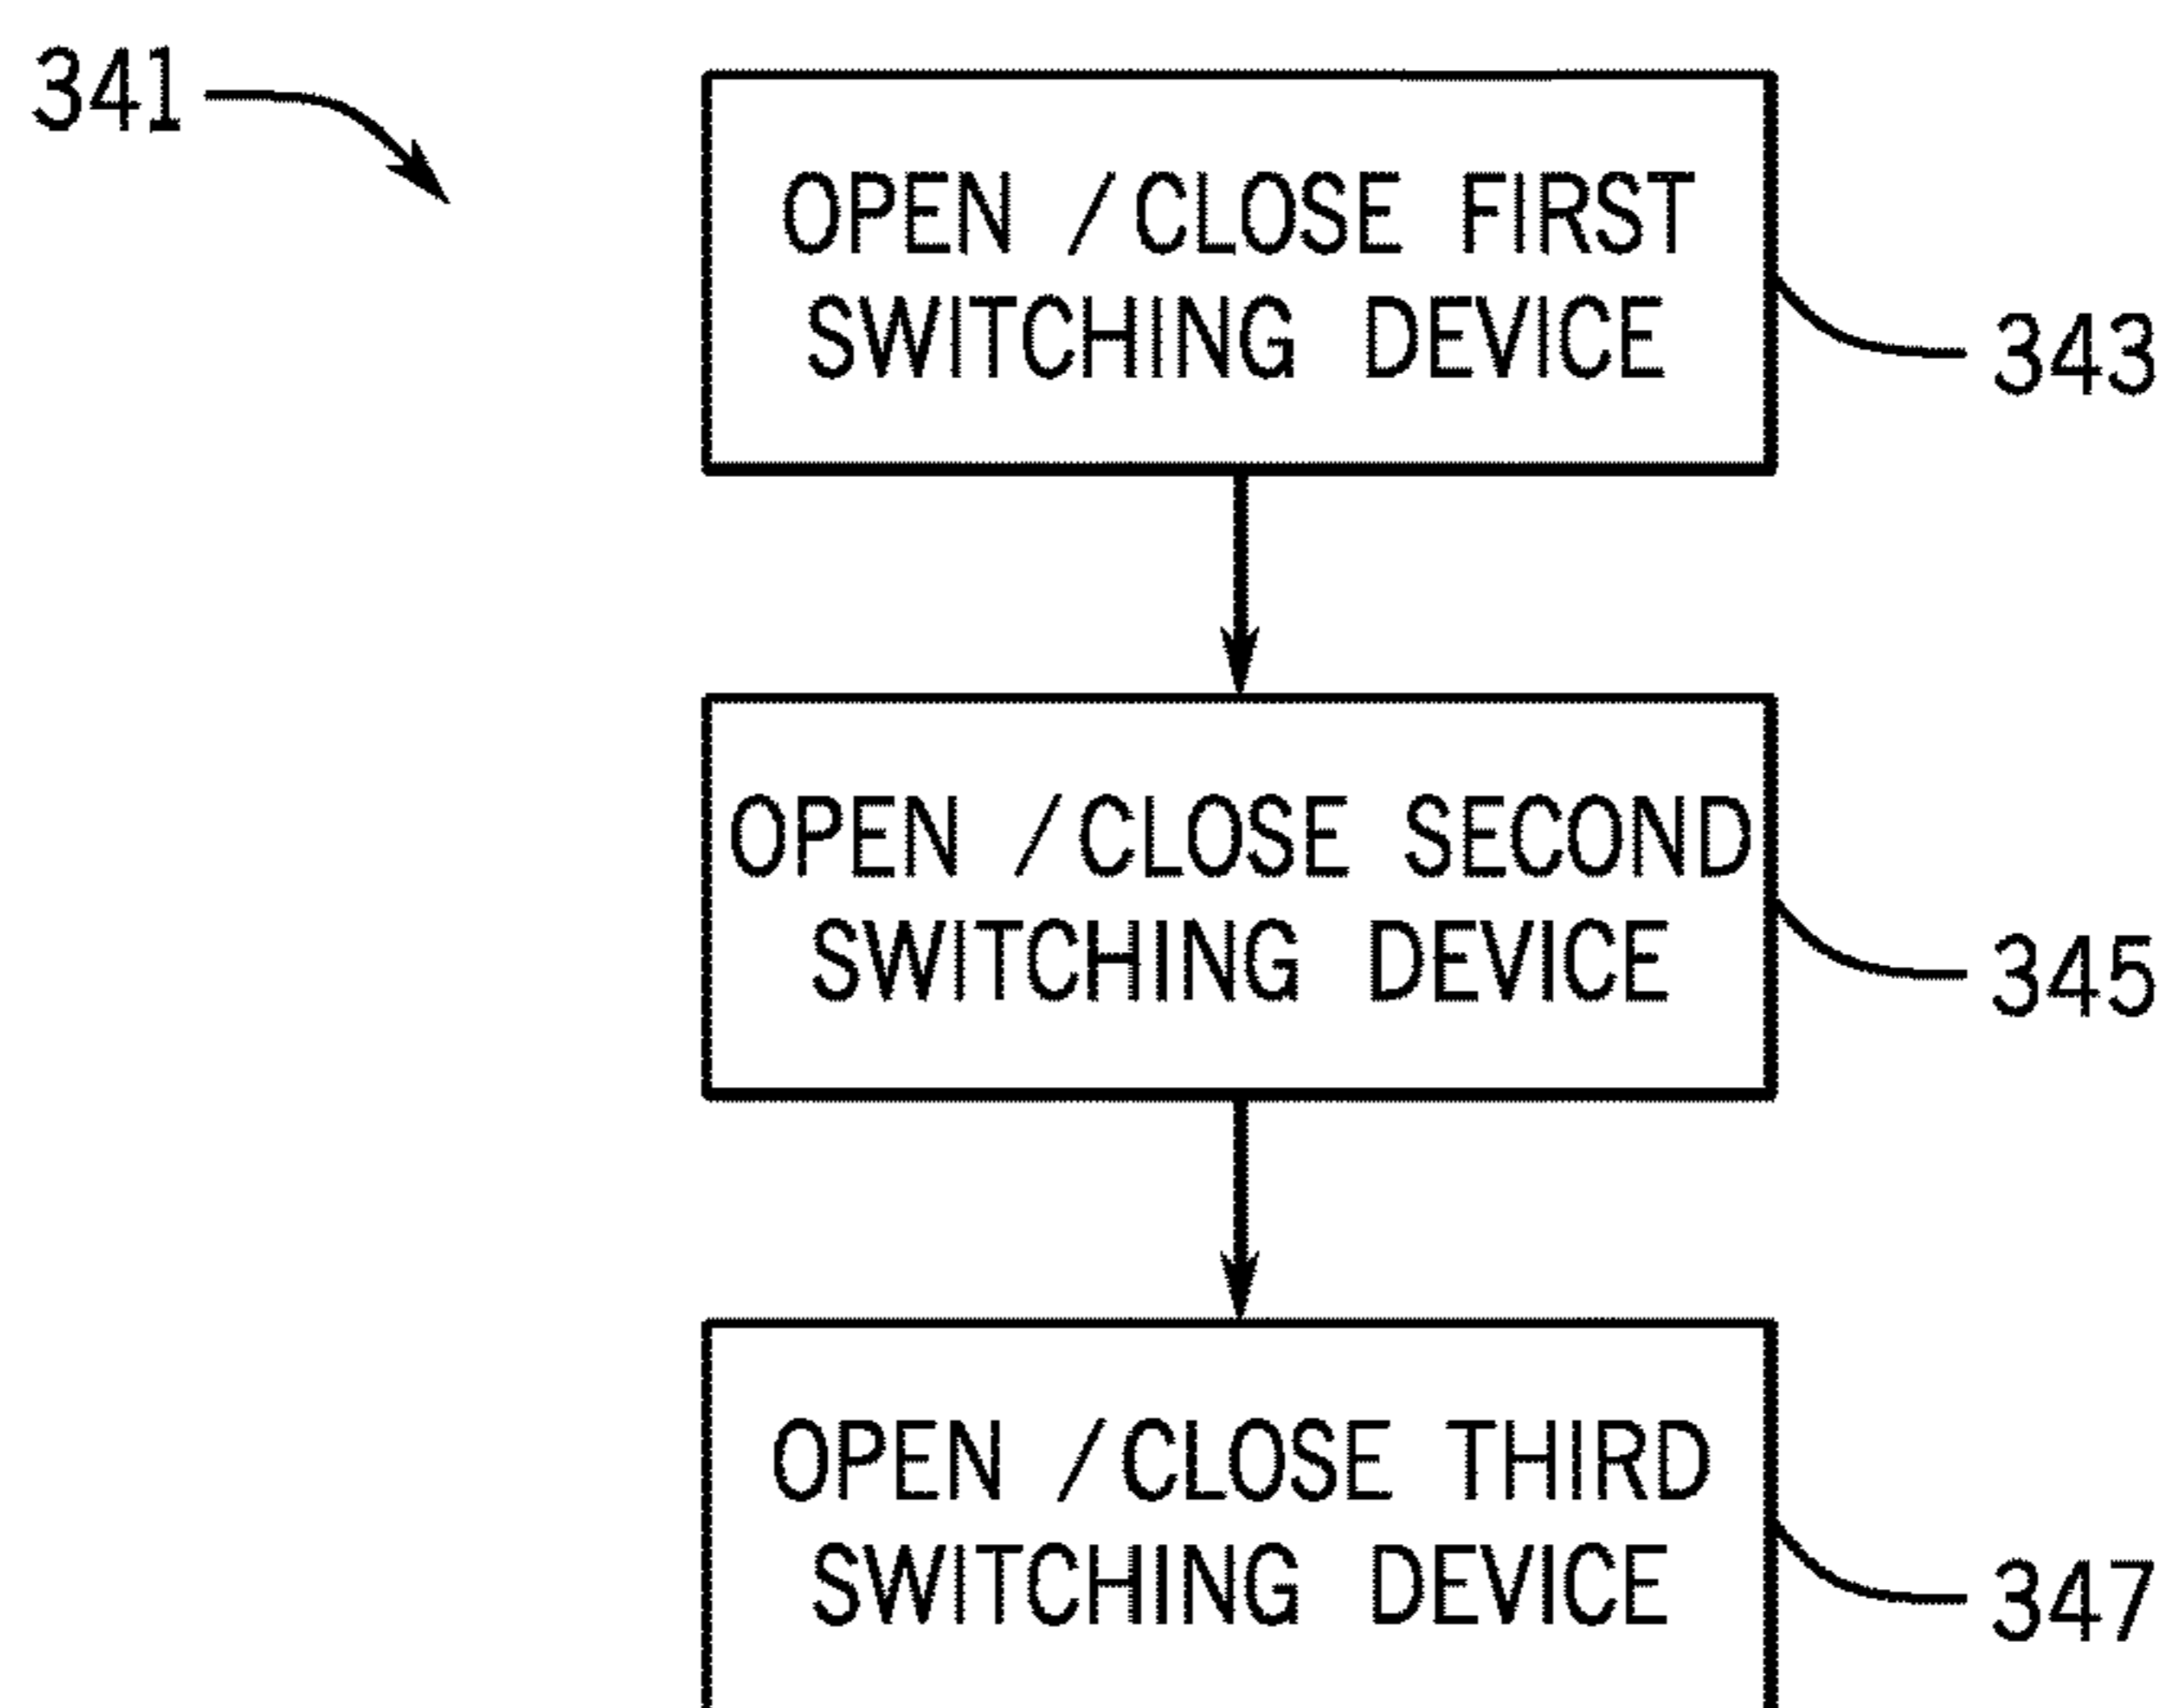 341
OPEN /CLOSE FIRST
SWITCHING DEVICE
343
OPEN /CLOSE SECOND
SWITCHING DEVICE
345
OPEN /CLOSE THIRD
SWITCHING DEVICE
347